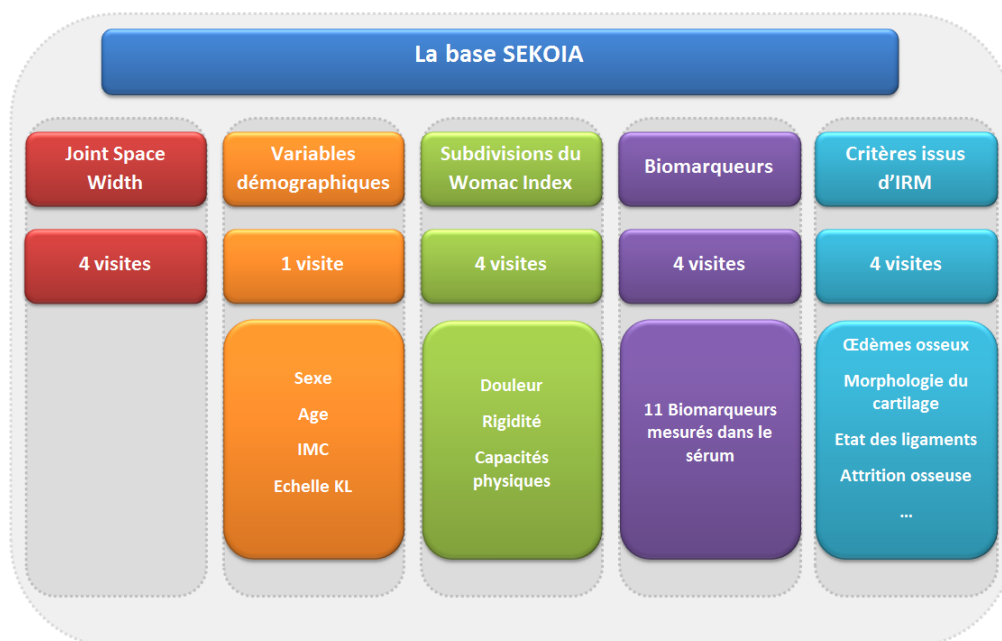 La base SEKOIA
Joint Space
Width
Variables
démographiques
Subdivisions du
Womac Index
Biomarqueurs
Critères issus
d'IRM
4 visites
1 visite
4 visites
4 visites
4 visites
Sexe
Age
IMC
Echelle KL
Douleur
Rigidité
Capacités
physiques
11 Biomarqueurs
mesurés dans le
sérum
Œdèmes osseux
Morphologie du
cartilage
Etat des ligaments
Attrition osseuse
...